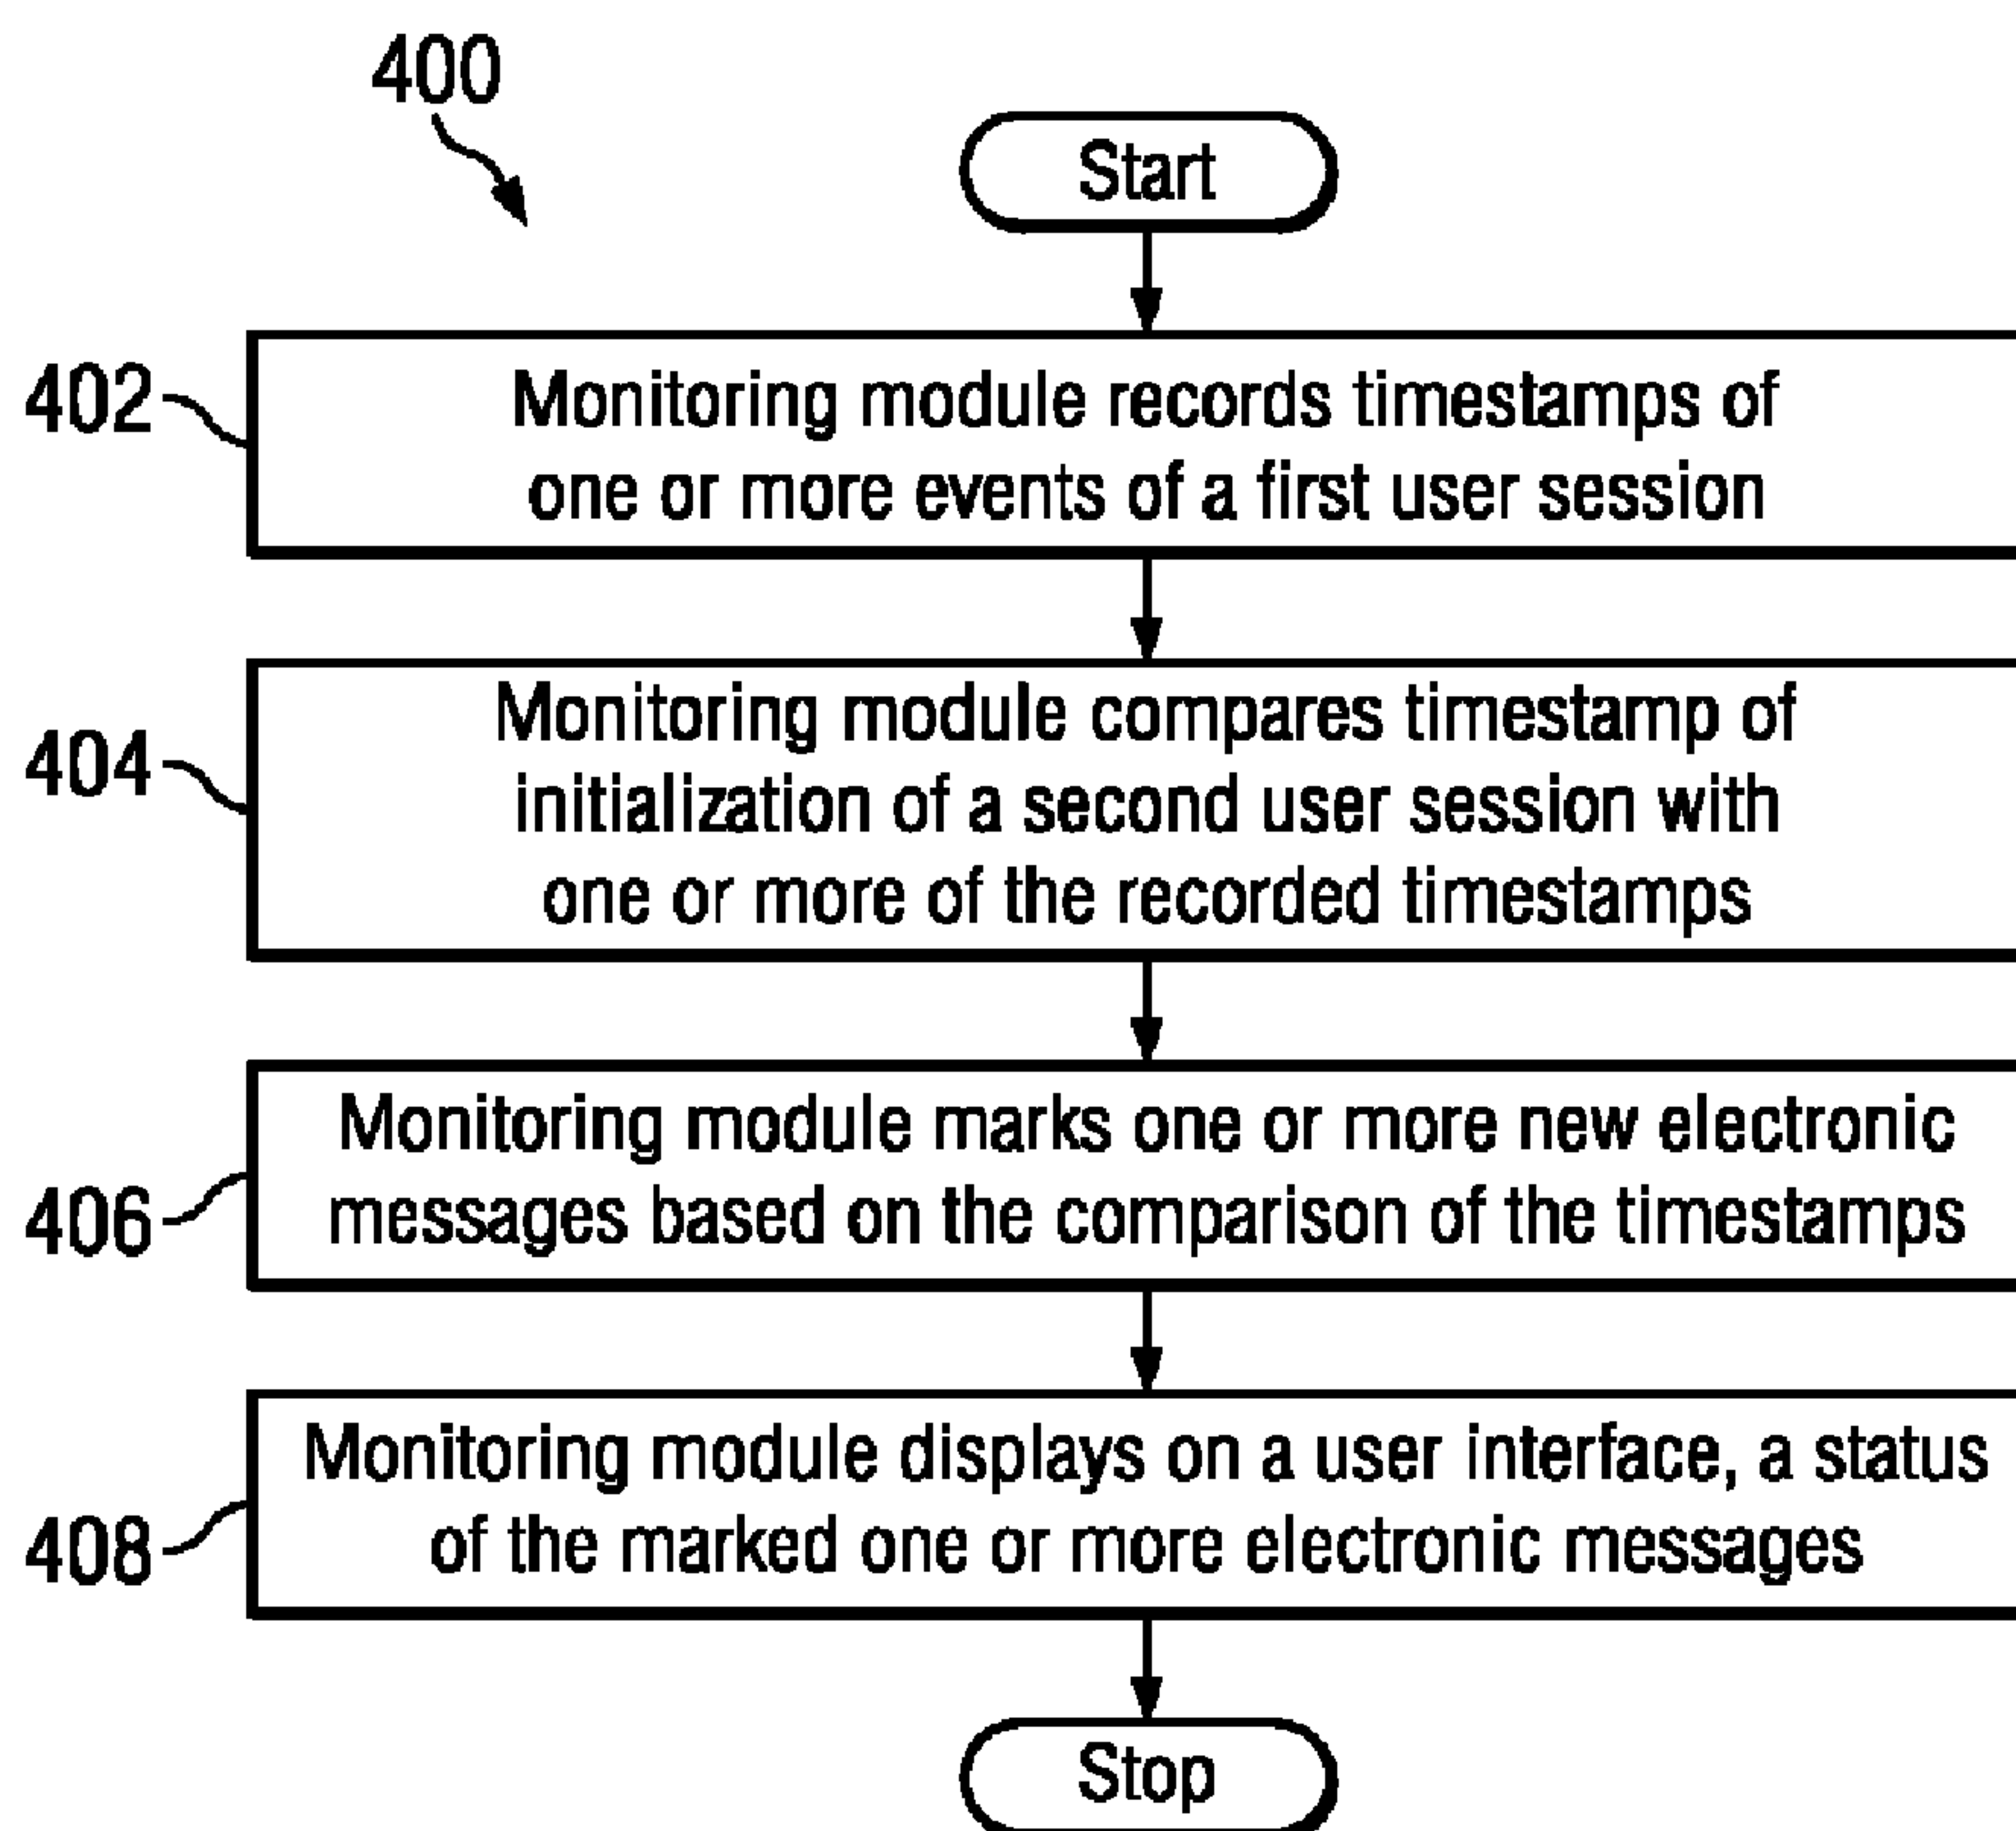 400
Start
402
Monitoring module records timestamps of
one or more events of a first user session
404
Monitoring module compares timestamp of
initialization of a second user session with
one or more of the recorded timestamps
406
Monitoring module marks one or more new electronic
messages based on the comparison of the timestamps
408
Monitoring module displays on a user interface, a status
of the marked one or more electronic messages
Stop